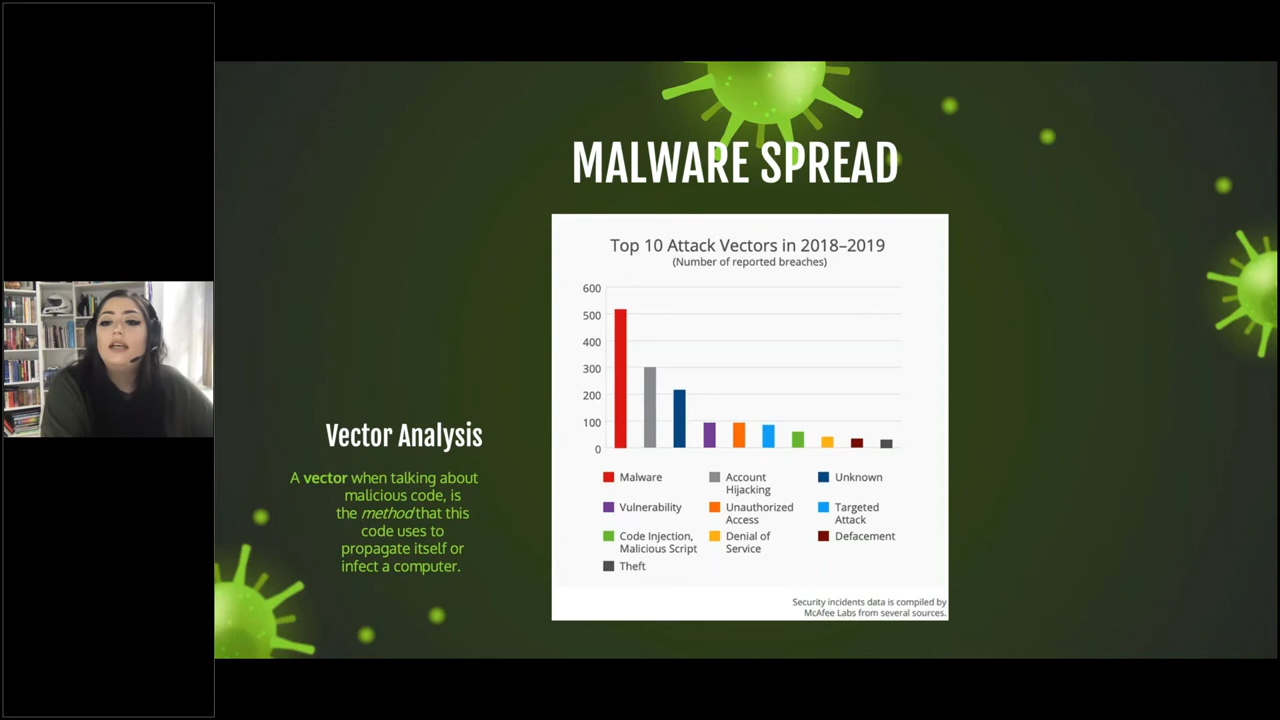 MALWARE SPREAD
Vector Analysis
A vector when talking about
malicious code, is
the method that this
code uses to
propagate itself or
infect a computer.
Top 10 Attack Vectors in 2018–2019
(Number of reported breaches)
600
500
400
300
200
100
0
Malware
Account
Hijacking
Unknown
Vulnerability
Unauthorized
Access
Targeted
Attack
Code Injection,
Malicious Script
Denial of
Service
Defacement
Theft
Security incidents data is compiled by
McAfee Labs from several sources.